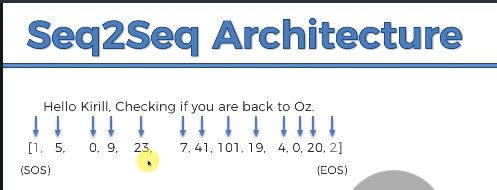 Seq2Seq Architecture
Hello Kirill, Checking if you are back to Oz.
[1, 5, 0, 9, 23, 7, 41, 101, 19, 4, 0, 20, 2]
(SOS) (EOS)